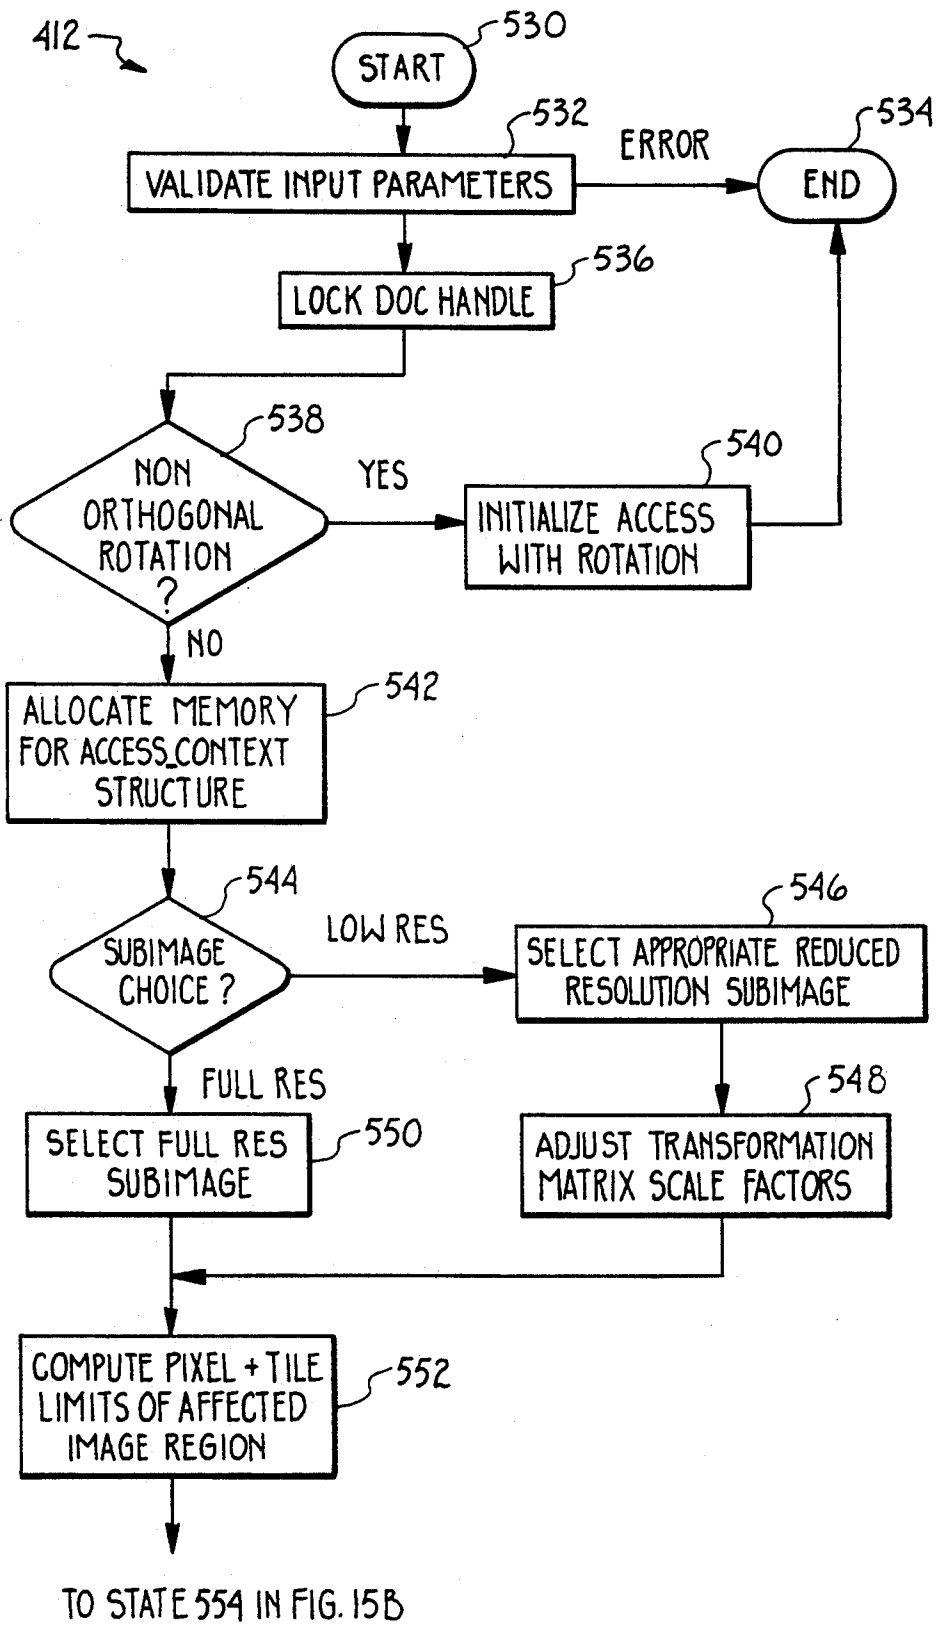 412
530
START
532
ERROR
534
VALIDATE INPUT PARAMETERS
END
536
LOCK DOC HANDLE
538
NON
ORTHOGONAL
ROTATION
?
YES
540
INITIALIZE ACCESS
WITH ROTATION
NO
542
ALLOCATE MEMORY
FOR ACCESS_CONTEXT
STRUCTURE
544
SUBIMAGE
CHOICE ?
LOW RES
546
SELECT APPROPRIATE REDUCED
RESOLUTION SUBIMAGE
FULL RES
548
550
SELECT FULL RES
SUBIMAGE
ADJUST TRANSFORMATION
MATRIX SCALE FACTORS
552
COMPUTE PIXEL + TILE
LIMITS OF AFFECTED
IMAGE REGION
TO STATE 554 IN FIG. 15B